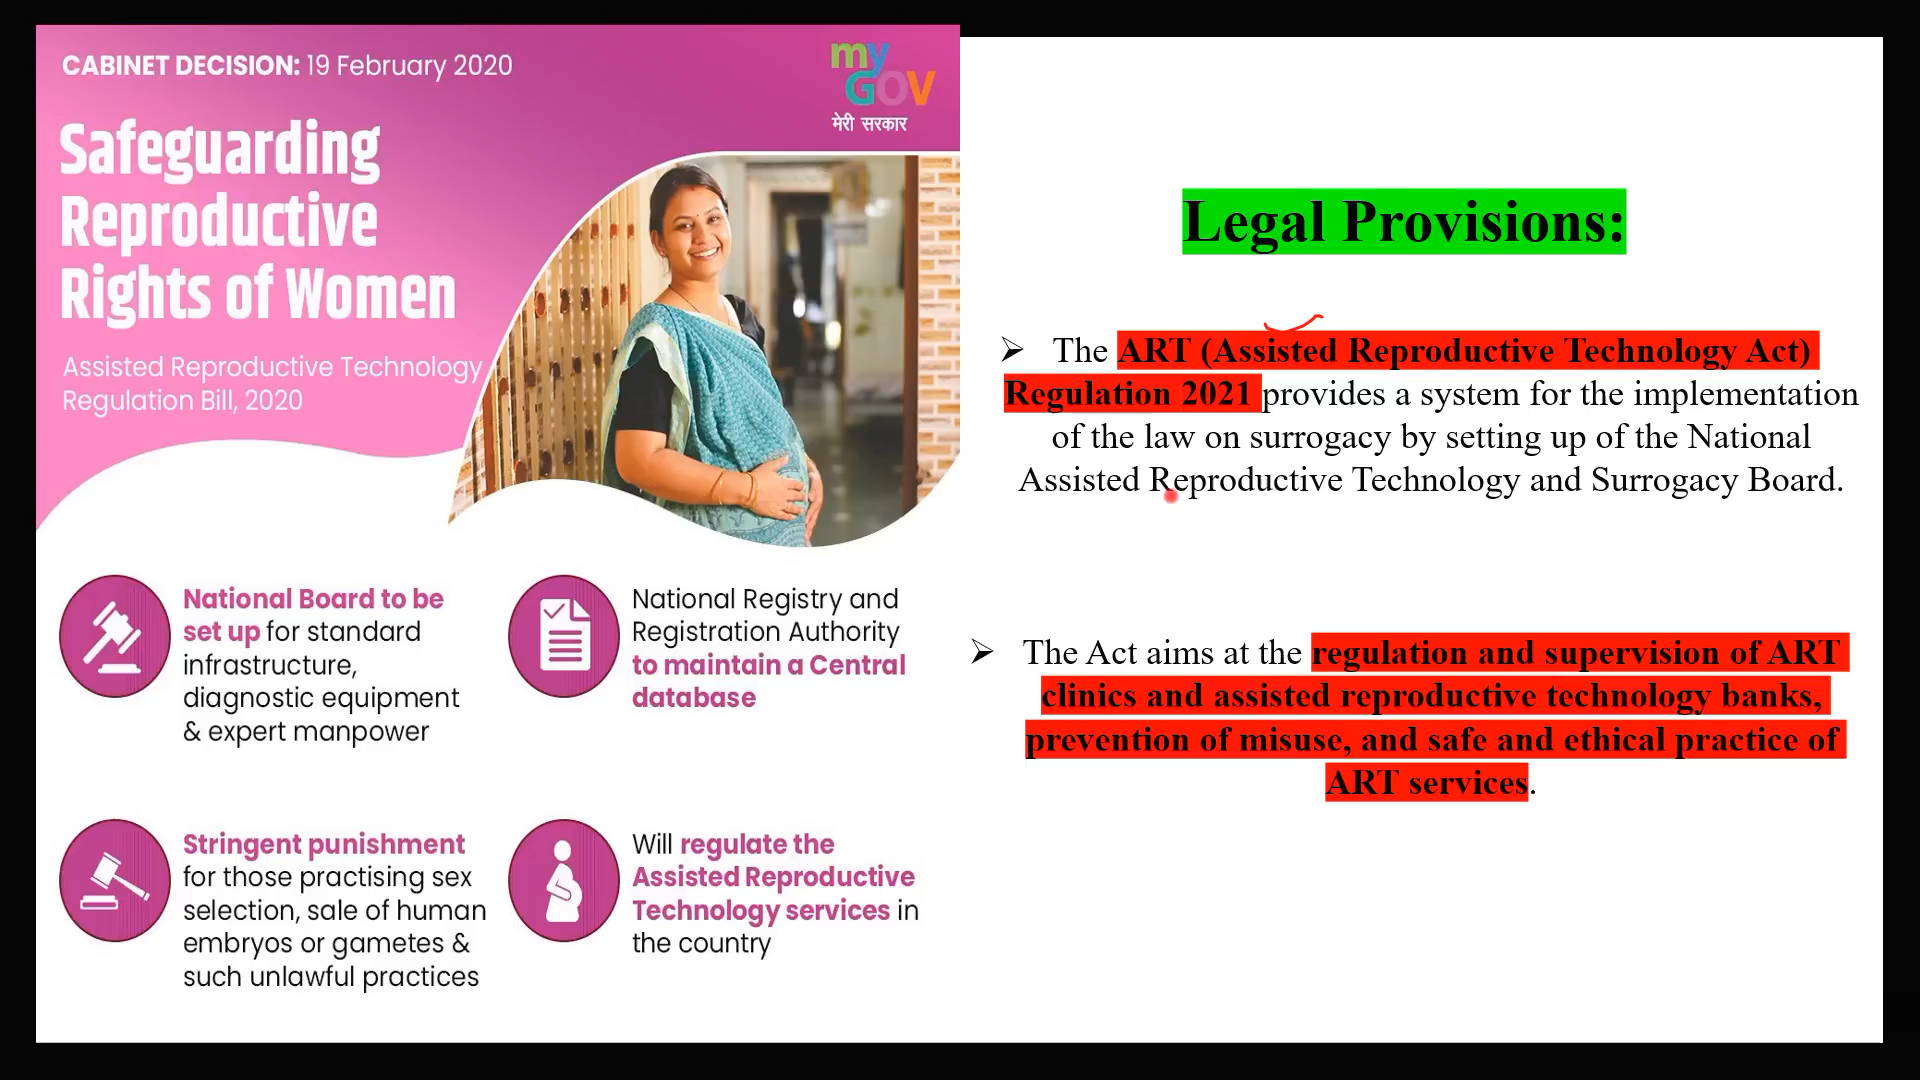 CABINET DECISION: 19 February 2020
my
GOV
मेरी सरकार
Safeguarding
Reproductive
Rights of Women
Assisted Reproductive Technology
Regulation Bill, 2020
National Board to be
set up for standard
infrastructure,
diagnostic equipment
& expert manpower
National Registry and
Registration Authority
to maintain a Central
database
Stringent punishment
for those practising sex
selection, sale of human
embryos or gametes &
such unlawful practices
Will regulate the
Assisted Reproductive
Technology services in
the country
Legal Provisions:
➢ The ART (Assisted Reproductive Technology Act)
Regulation 2021 provides a system for the implementation
of the law on surrogacy by setting up of the National
Assisted Reproductive Technology and Surrogacy Board.
➢ The Act aims at the regulation and supervision of ART
clinics and assisted reproductive technology banks,
prevention of misuse, and safe and ethical practice of
ART services.